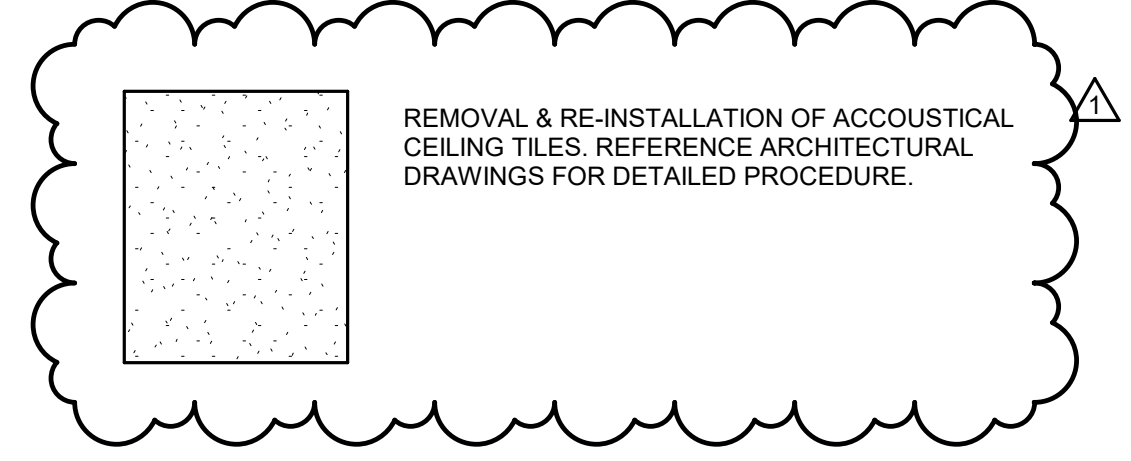 REMOVAL & RE-INSTALLATION OF ACCOUSTICAL
CEILING TILES. REFERENCE ARCHITECTURAL
DRAWINGS FOR DETAILED PROCEDURE.
1